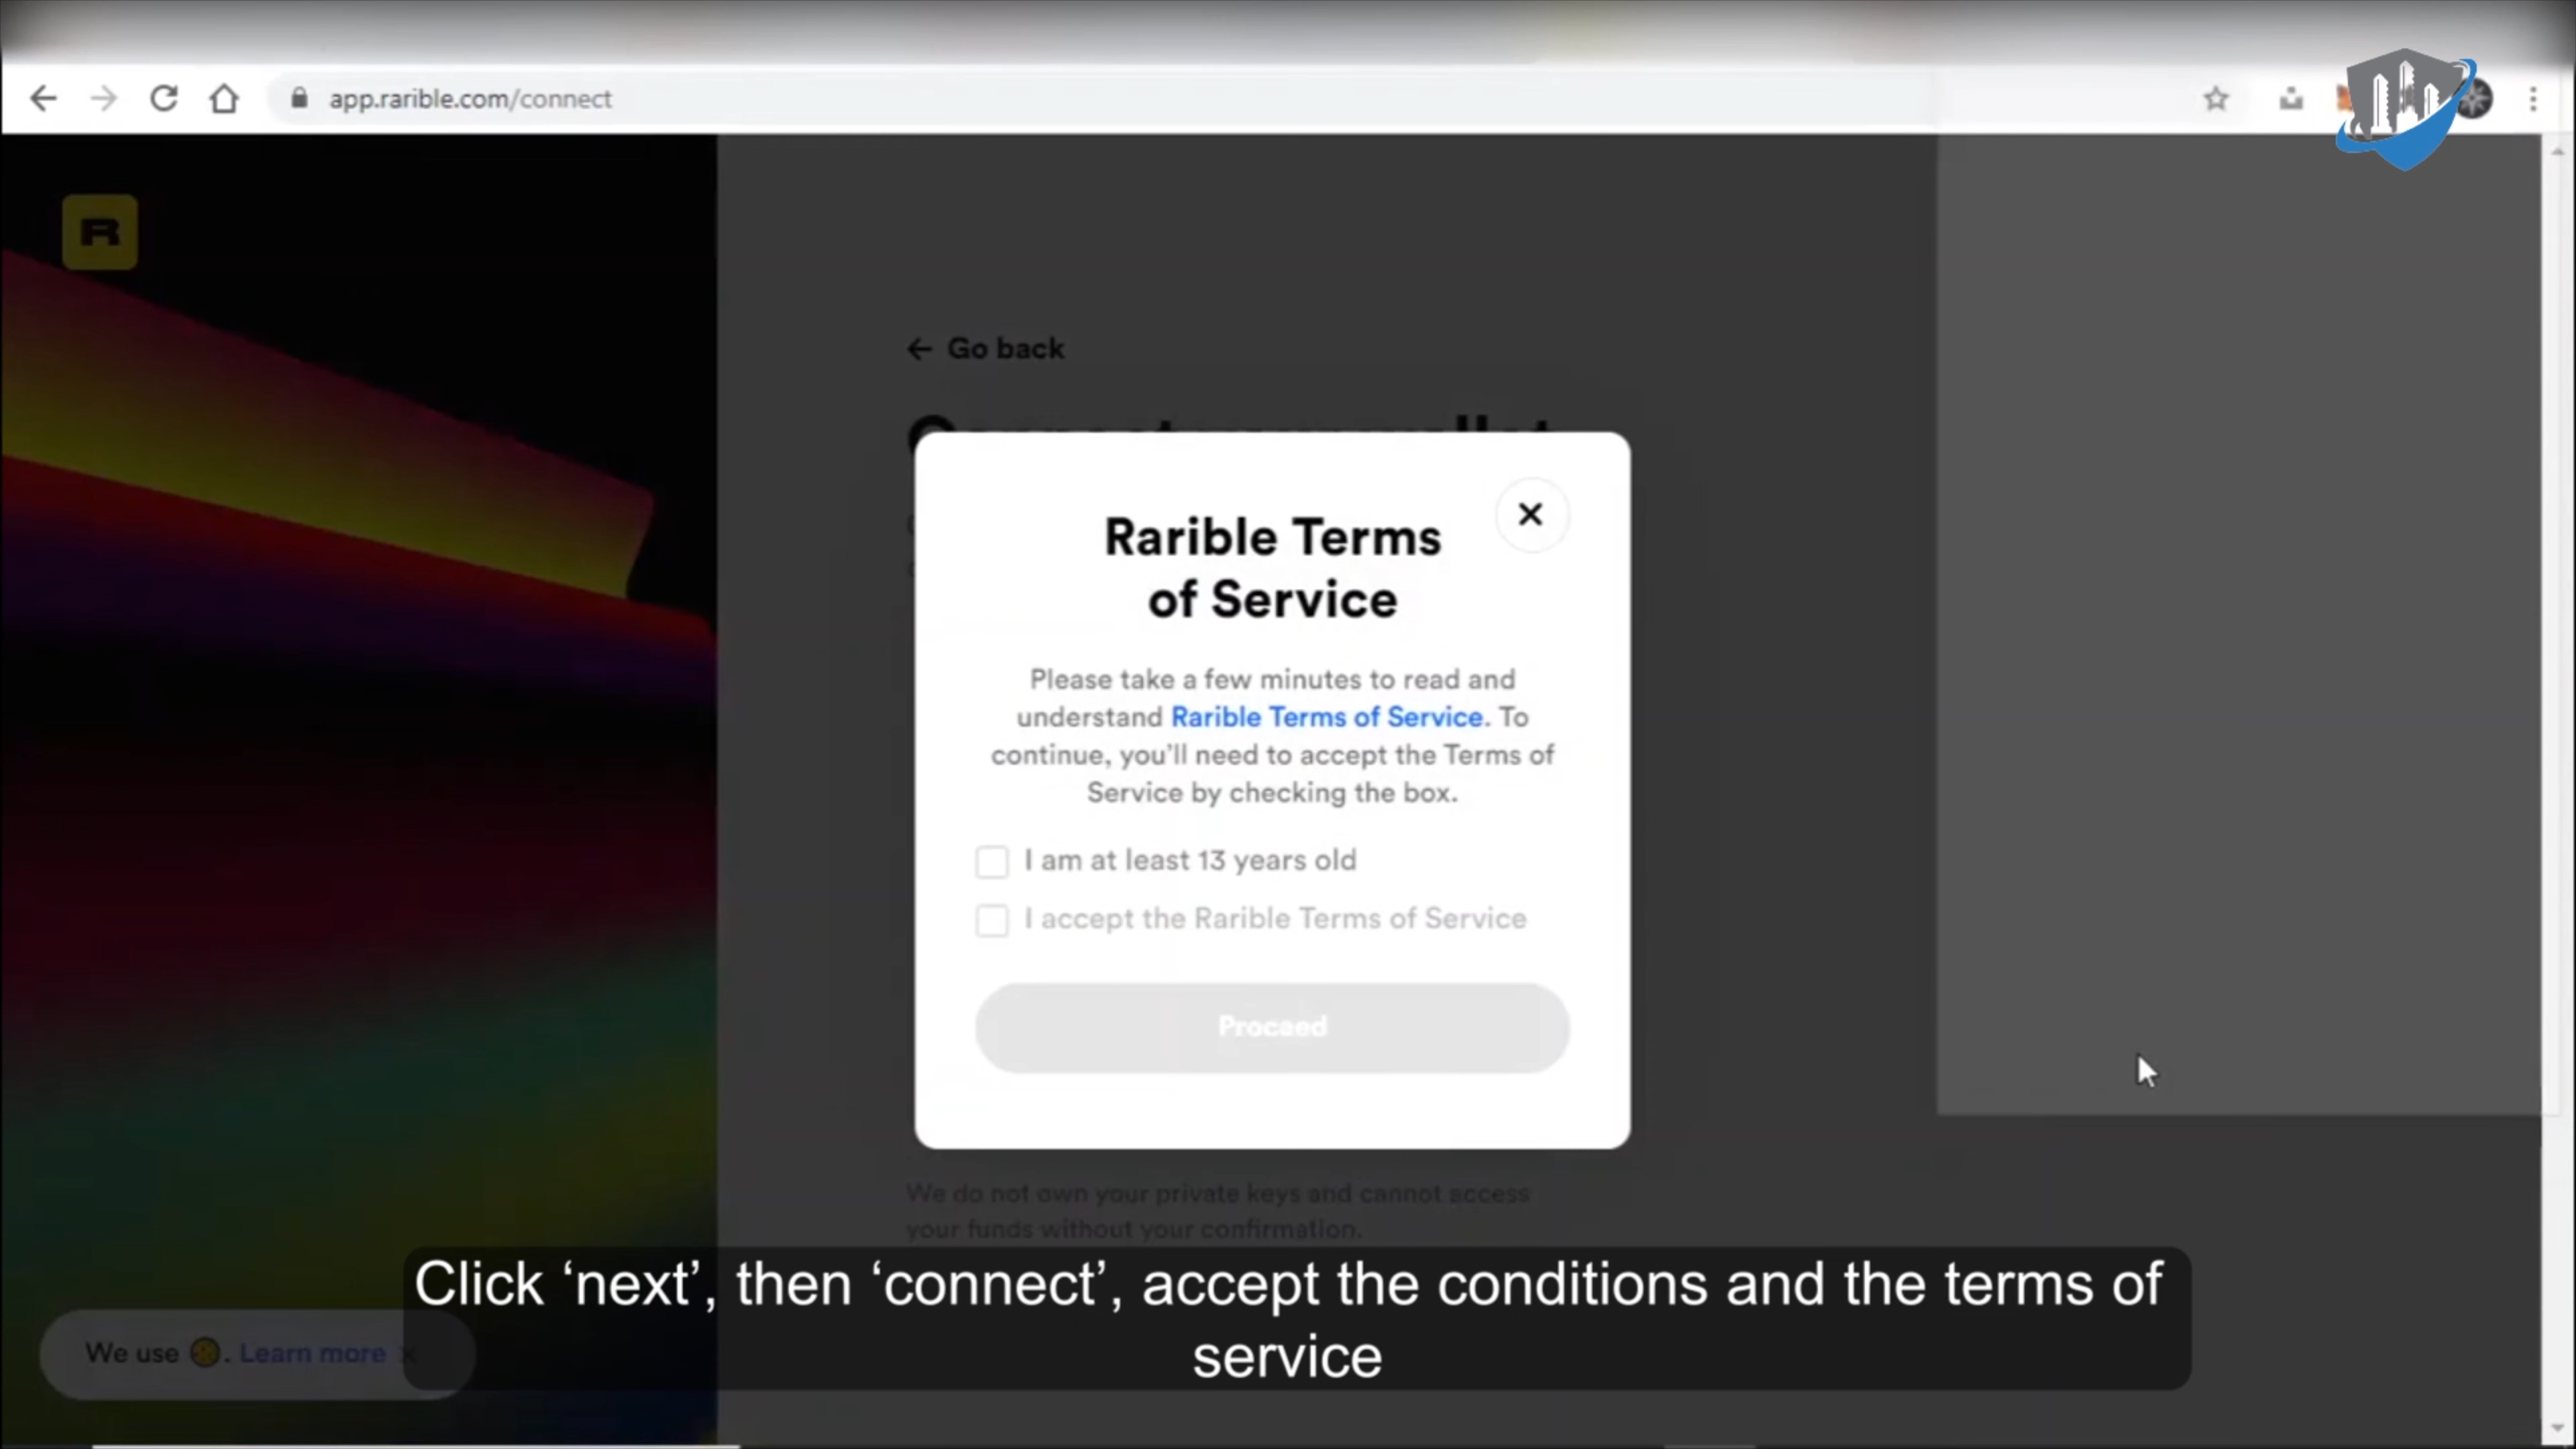 app.rarible.com/connect
R
← Go back
Rarible Terms
of Service
Please take a few minutes to read and
understand Rarible Terms of Service. To
continue, you'll need to accept the Terms of
Service by checking the box.
I am at least 13 years old
I accept the Rarible Terms of Service
Proceed
We do not own your private keys and cannot access
your funds without your confirmation.
Click ‘next’, then ‘connect’, accept the conditions and the terms of
service
We use 🍪. Learn more ×